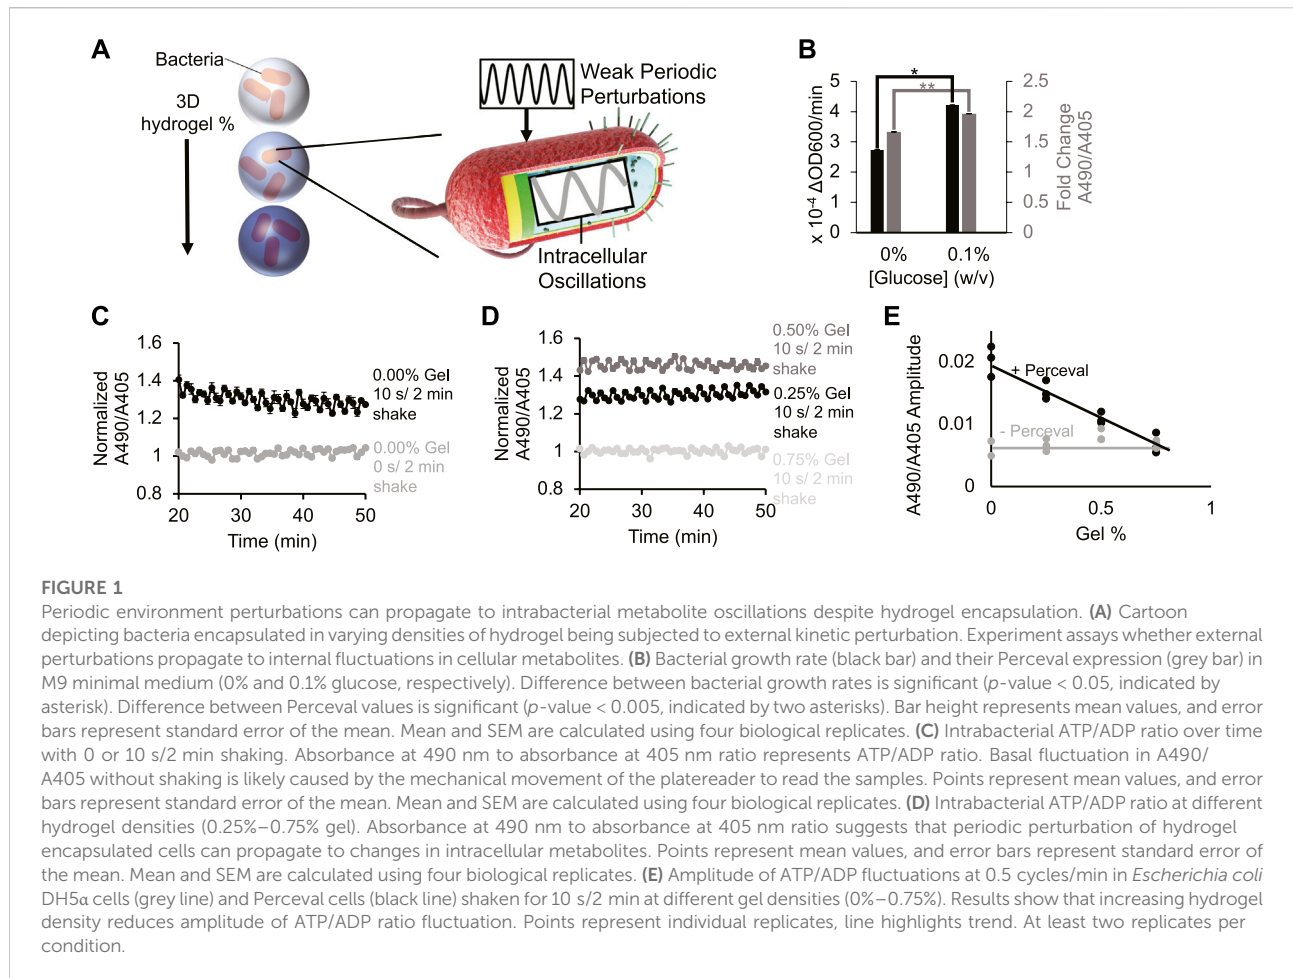 A
Bacteria
3D
hydrogel %
Weak Periodic
Perturbations
Intracellular
Oscillations
B
x 10⁻⁴ ΔOD600/min
5
4
3
2
1
0
*
**
2.5
2
1.5
1
0.5
0
Fold Change
A490/A405
0%
0.1%
[Glucose] (w/v)
C
Normalized
A490/A405
1.6
1.4
1.2
1
0.8
20
30
40
50
Time (min)
0.00% Gel
10 s/ 2 min
shake
0.00% Gel
0 s/ 2 min
shake
D
Normalized
A490/A405
1.6
1.4
1.2
1
0.8
20
30
40
50
Time (min)
0.50% Gel
10 s/ 2 min
shake
0.25% Gel
10 s/ 2 min
shake
0.75% Gel
10 s/ 2 min
shake
E
A490/A405 Amplitude
0.02
0.01
0
+ Perceval
- Perceval
0
0.5
1
Gel %
FIGURE 1
Periodic environment perturbations can propagate to intrabacterial metabolite oscillations despite hydrogel encapsulation. (A) Cartoon
depicting bacteria encapsulated in varying densities of hydrogel being subjected to external kinetic perturbation. Experiment assays whether external
perturbations propagate to internal fluctuations in cellular metabolites. (B) Bacterial growth rate (black bar) and their Perceval expression (grey bar) in
M9 minimal medium (0% and 0.1% glucose, respectively). Difference between bacterial growth rates is significant (p-value < 0.05, indicated by
asterisk). Difference between Perceval values is significant (p-value < 0.005, indicated by two asterisks). Bar height represents mean values, and error
bars represent standard error of the mean. Mean and SEM are calculated using four biological replicates. (C) Intrabacterial ATP/ADP ratio over time
with 0 or 10 s/2 min shaking. Absorbance at 490 nm to absorbance at 405 nm ratio represents ATP/ADP ratio. Basal fluctuation in A490/
A405 without shaking is likely caused by the mechanical movement of the platereader to read the samples. Points represent mean values, and error
bars represent standard error of the mean. Mean and SEM are calculated using four biological replicates. (D) Intrabacterial ATP/ADP ratio at different
hydrogel densities (0.25%–0.75% gel). Absorbance at 490 nm to absorbance at 405 nm ratio suggests that periodic perturbation of hydrogel
encapsulated cells can propagate to changes in intracellular metabolites. Points represent mean values, and error bars represent standard error of
the mean. Mean and SEM are calculated using four biological replicates. (E) Amplitude of ATP/ADP fluctuations at 0.5 cycles/min in Escherichia coli
DH5α cells (grey line) and Perceval cells (black line) shaken for 10 s/2 min at different gel densities (0%–0.75%). Results show that increasing hydrogel
density reduces amplitude of ATP/ADP ratio fluctuation. Points represent individual replicates, line highlights trend. At least two replicates per
condition.